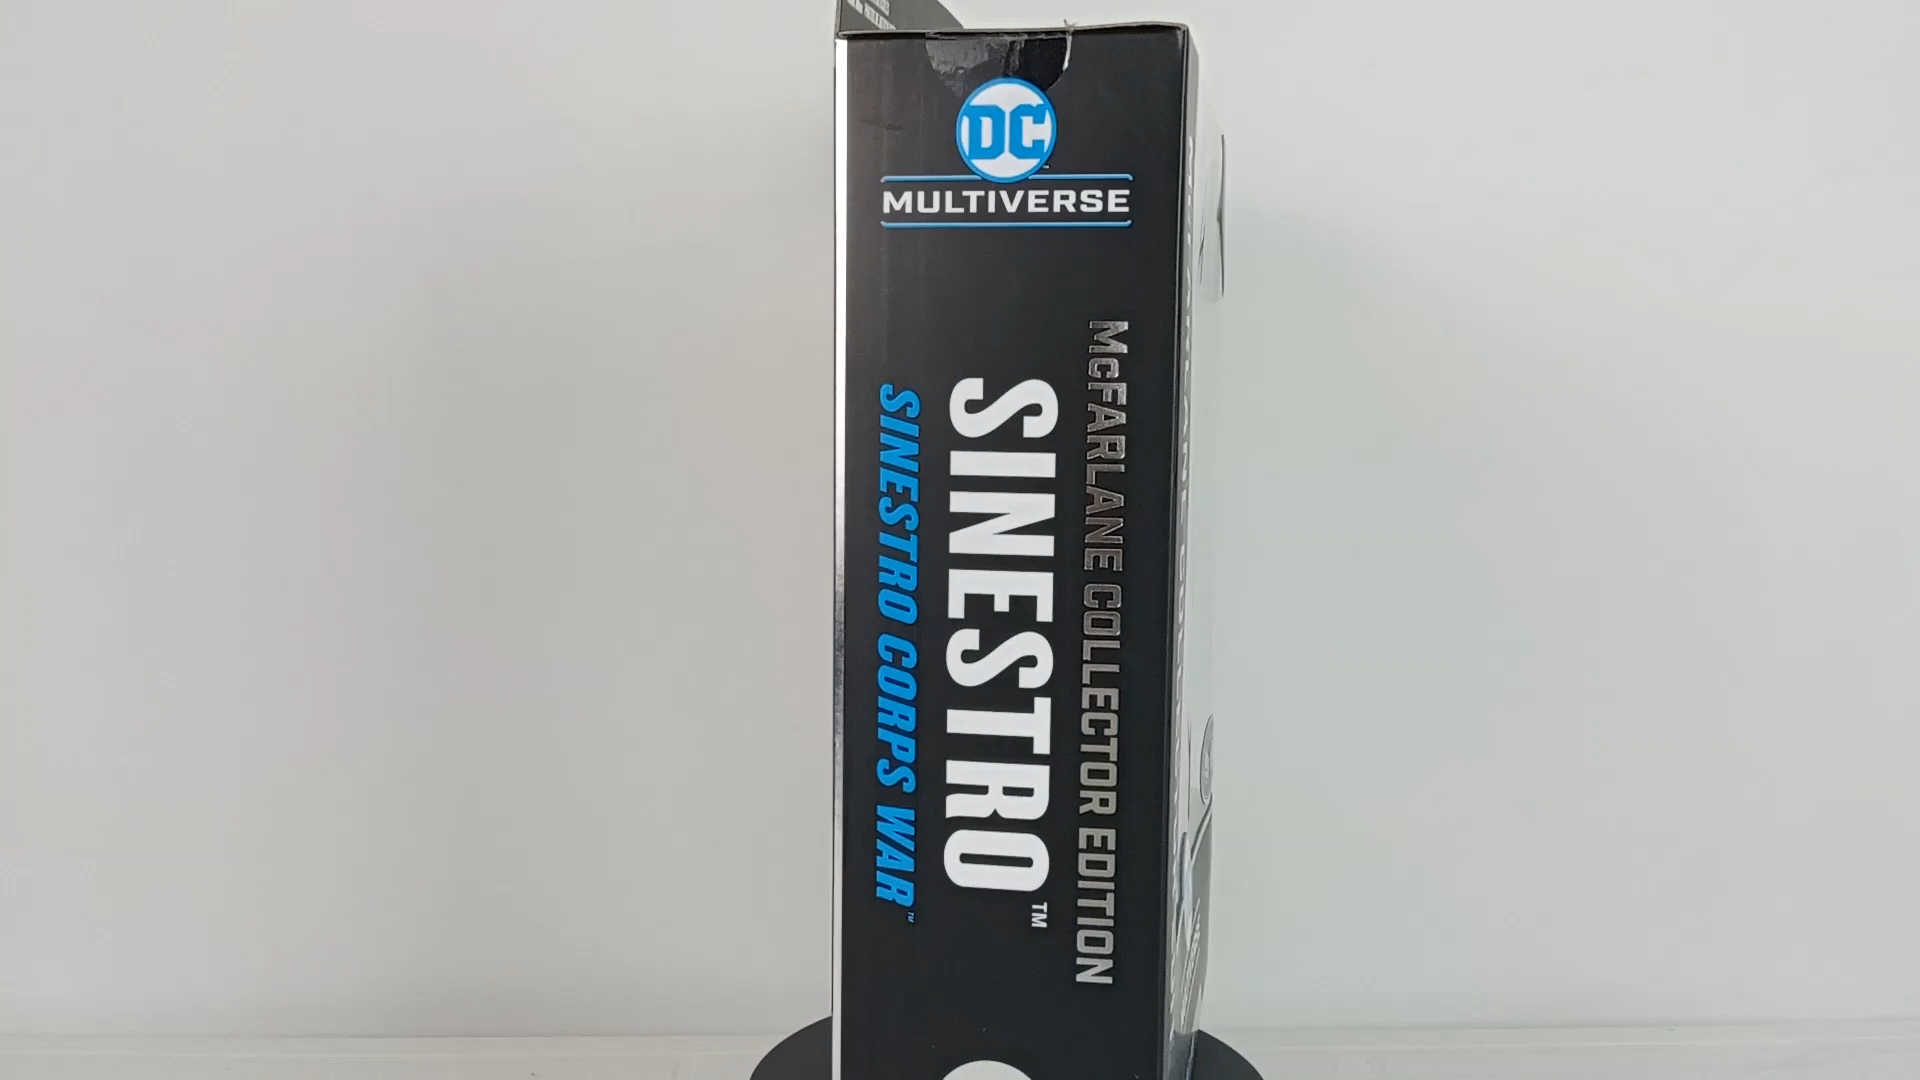 DC
MULTIVERSE
McFARLANE COLLECTOR EDITION
SINESTRO™
SINESTRO CORPS WAR™